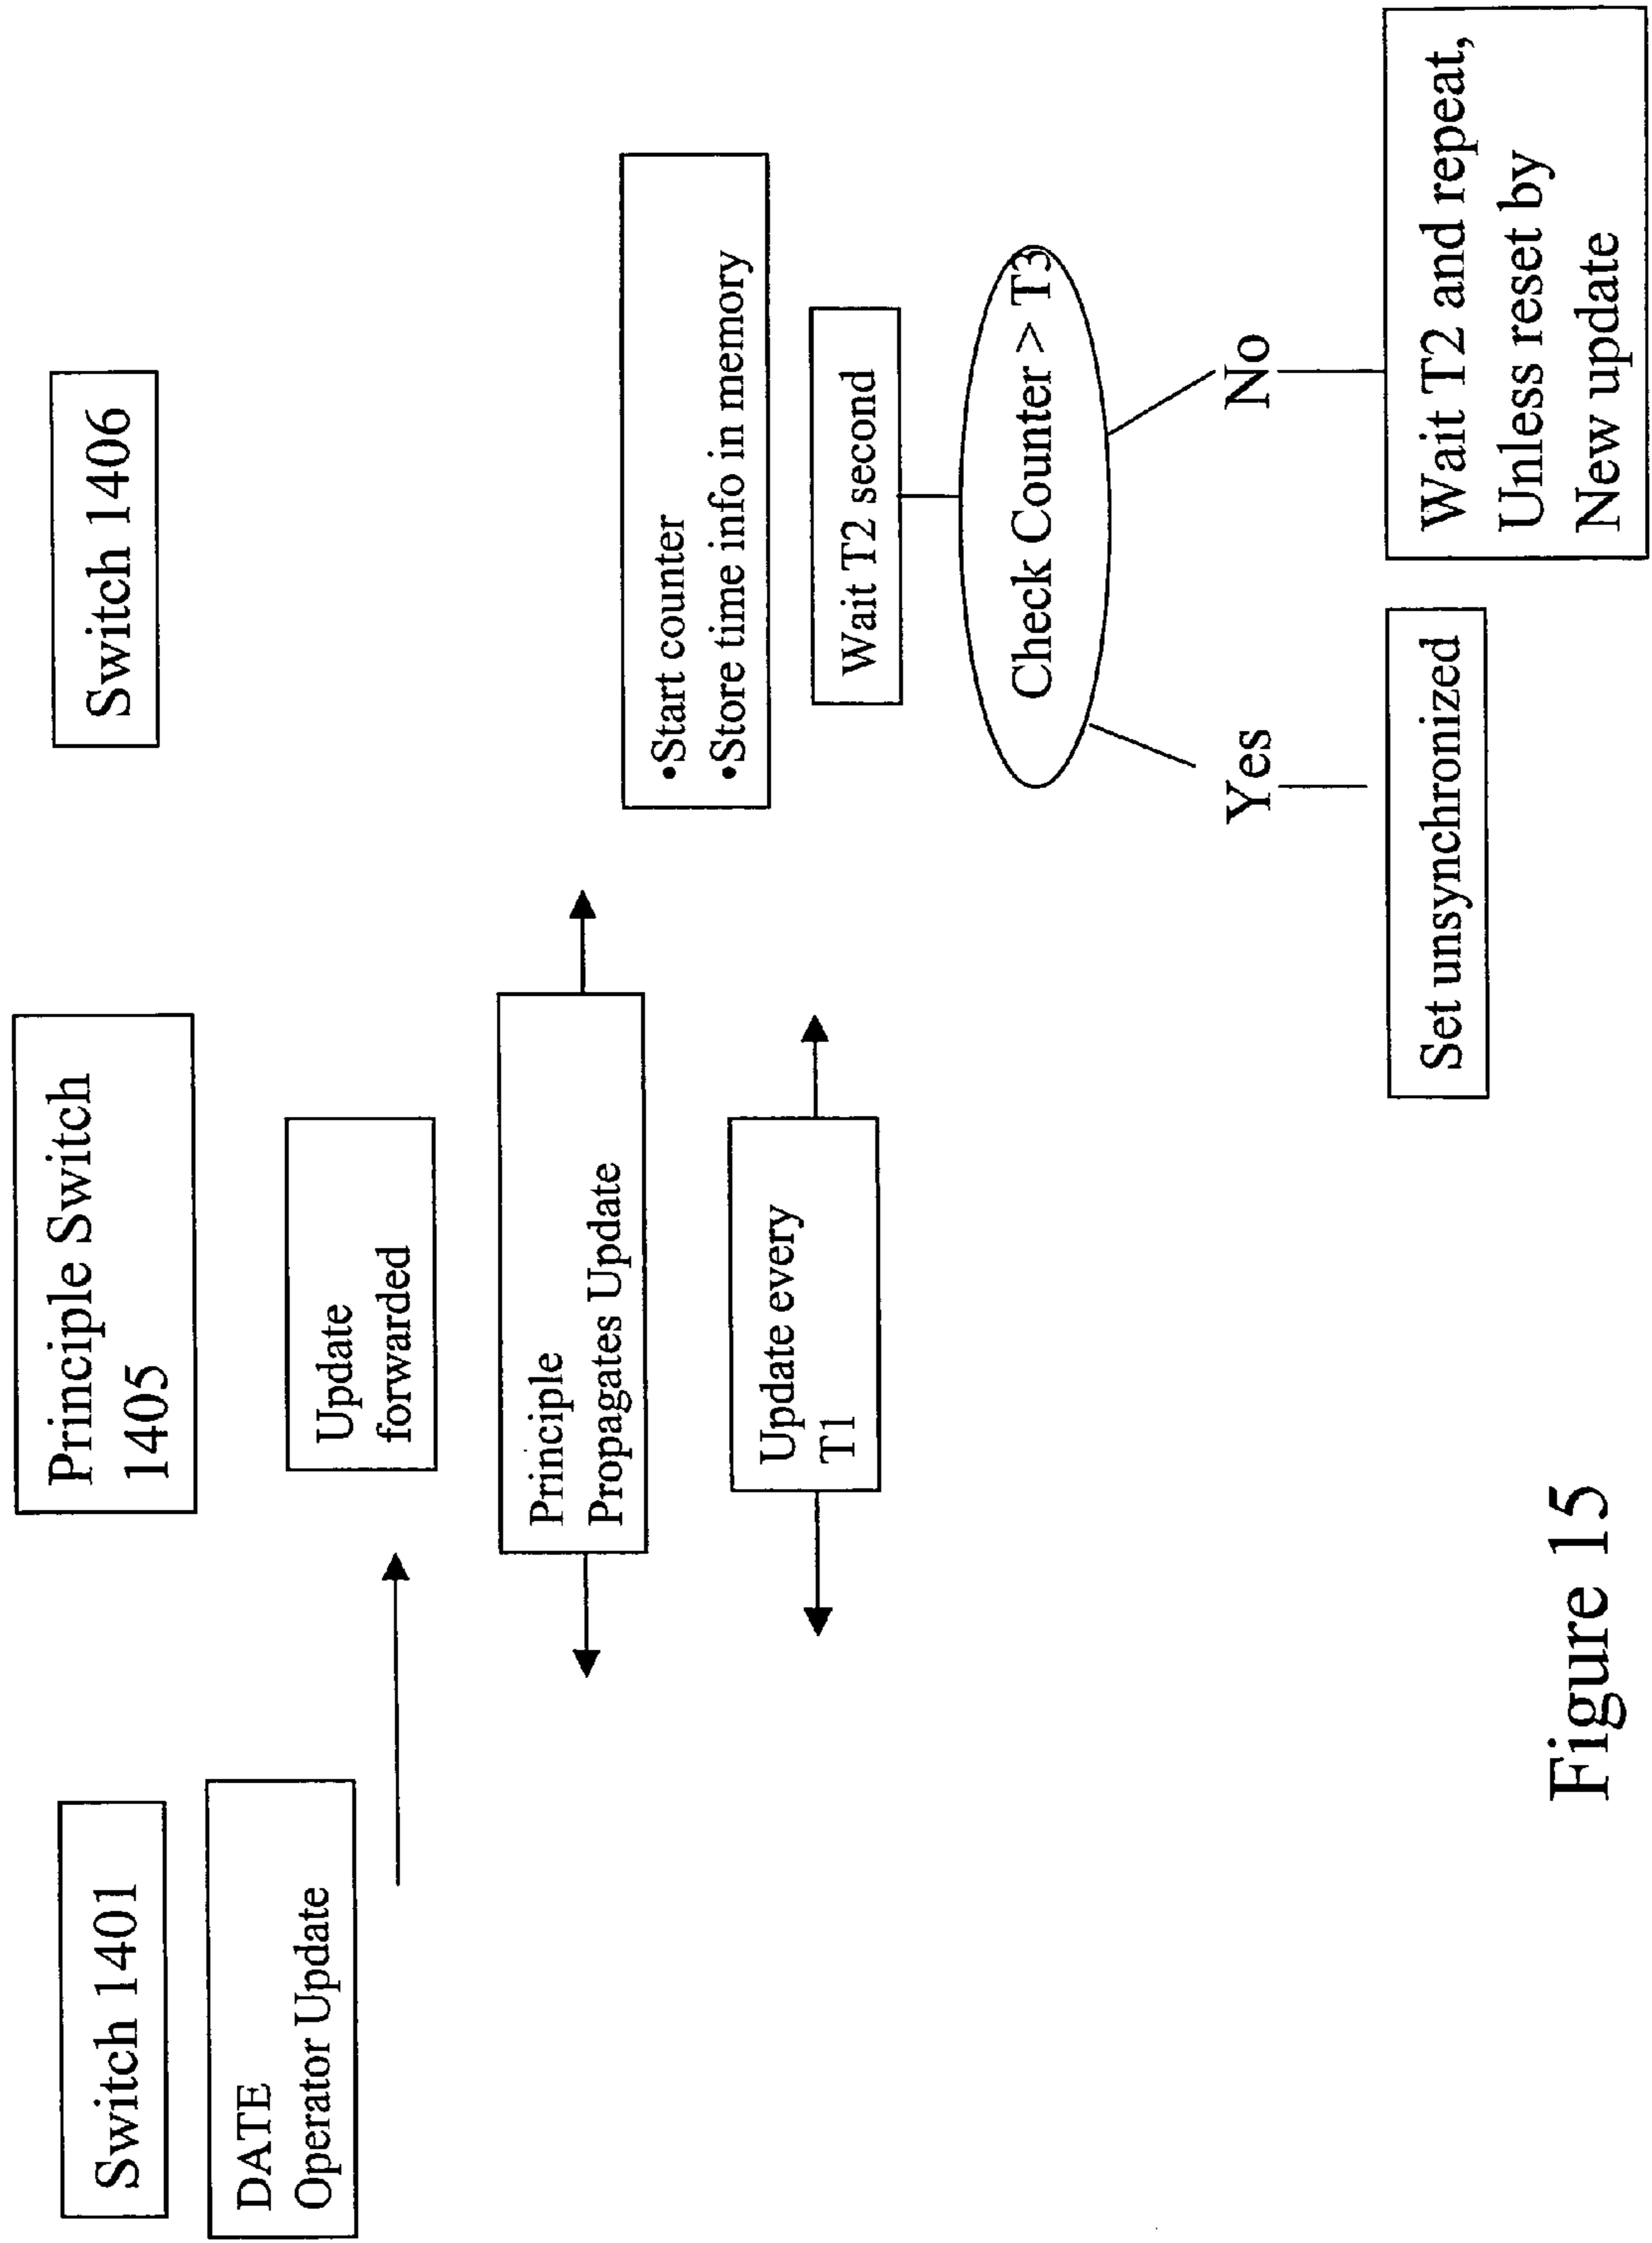 Switch 1401
Principle Switch
1405
Switch 1406
DATE
Operator Update
Update
forwarded
Principle
Propagates Update
Update every
T1
•Start counter
•Store time info in memory
Wait T2 second
Check Counter > T3
Yes
No
Set unsynchronized
Wait T2 and repeat,
Unless reset by
New update
Figure 15